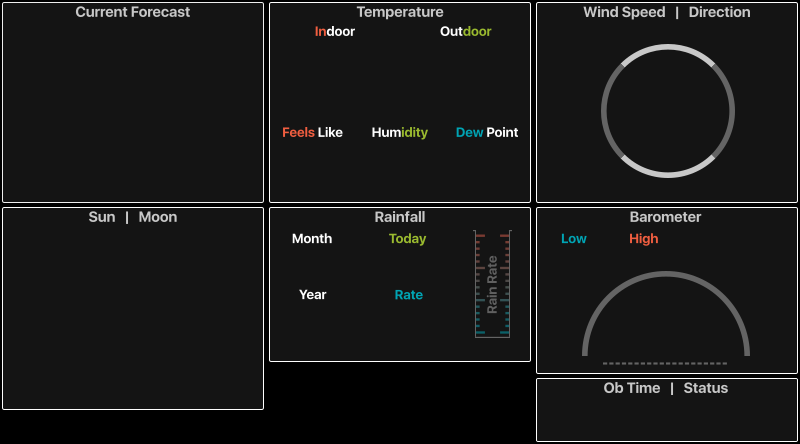 Current Forecast
Temperature
Indoor
Outdoor
Feels Like
Humidity
Dew Point
Wind Speed | Direction
Sun | Moon
Rainfall
Month
Today
Year
Rate
Rain Rate
Barometer
Low
High
Ob Time | Status